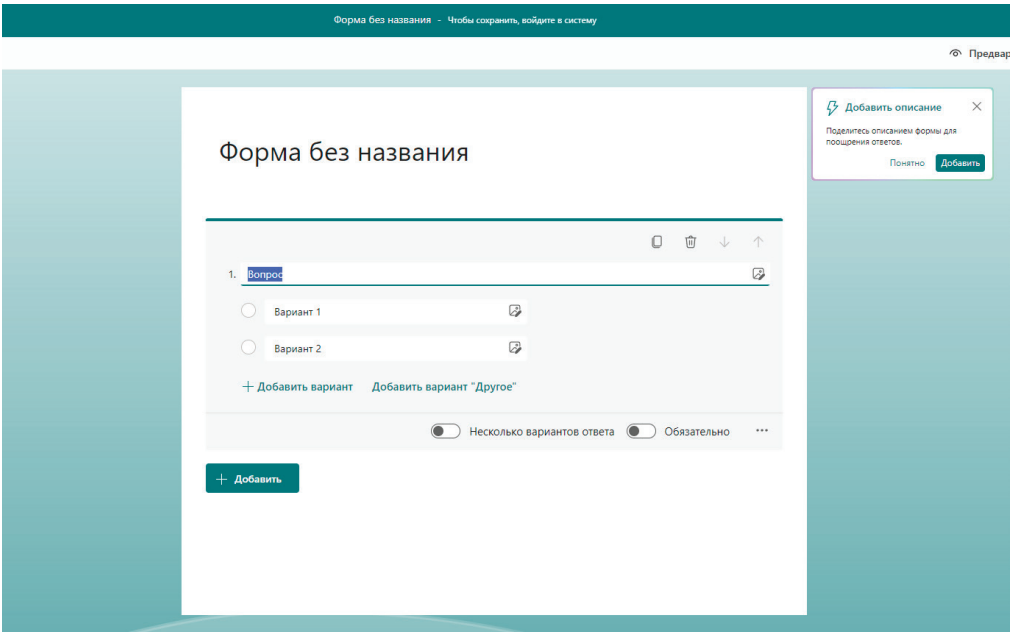 Форма без названия - Чтобы сохранить, войдите в систему
Предвар
Добавить описание
Поделитесь описанием формы для
поощрения ответов.
Понятно Добавить
Форма без названия
1. Вопрос
Вариант 1
Вариант 2
Добавить вариант Добавить вариант "Другое"
Несколько вариантов ответа Обязательно
Добавить